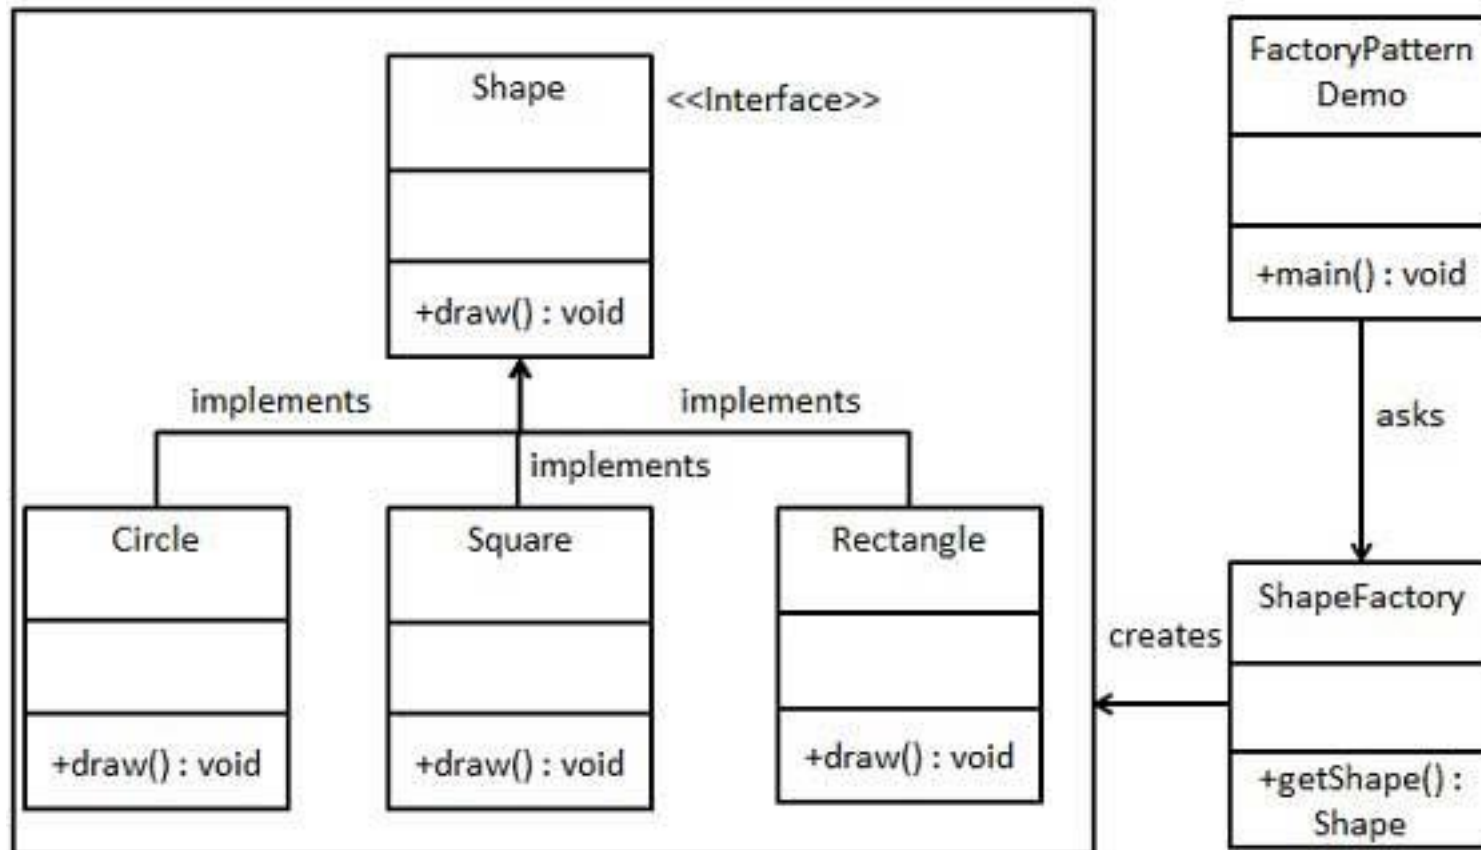 Shape
<<Interface>>
+draw() : void
implements
implements
implements
Circle
+draw() : void
Square
+draw() : void
Rectangle
+draw() : void
FactoryPattern
Demo
+main() : void
asks
creates
ShapeFactory
+getShape() :
Shape